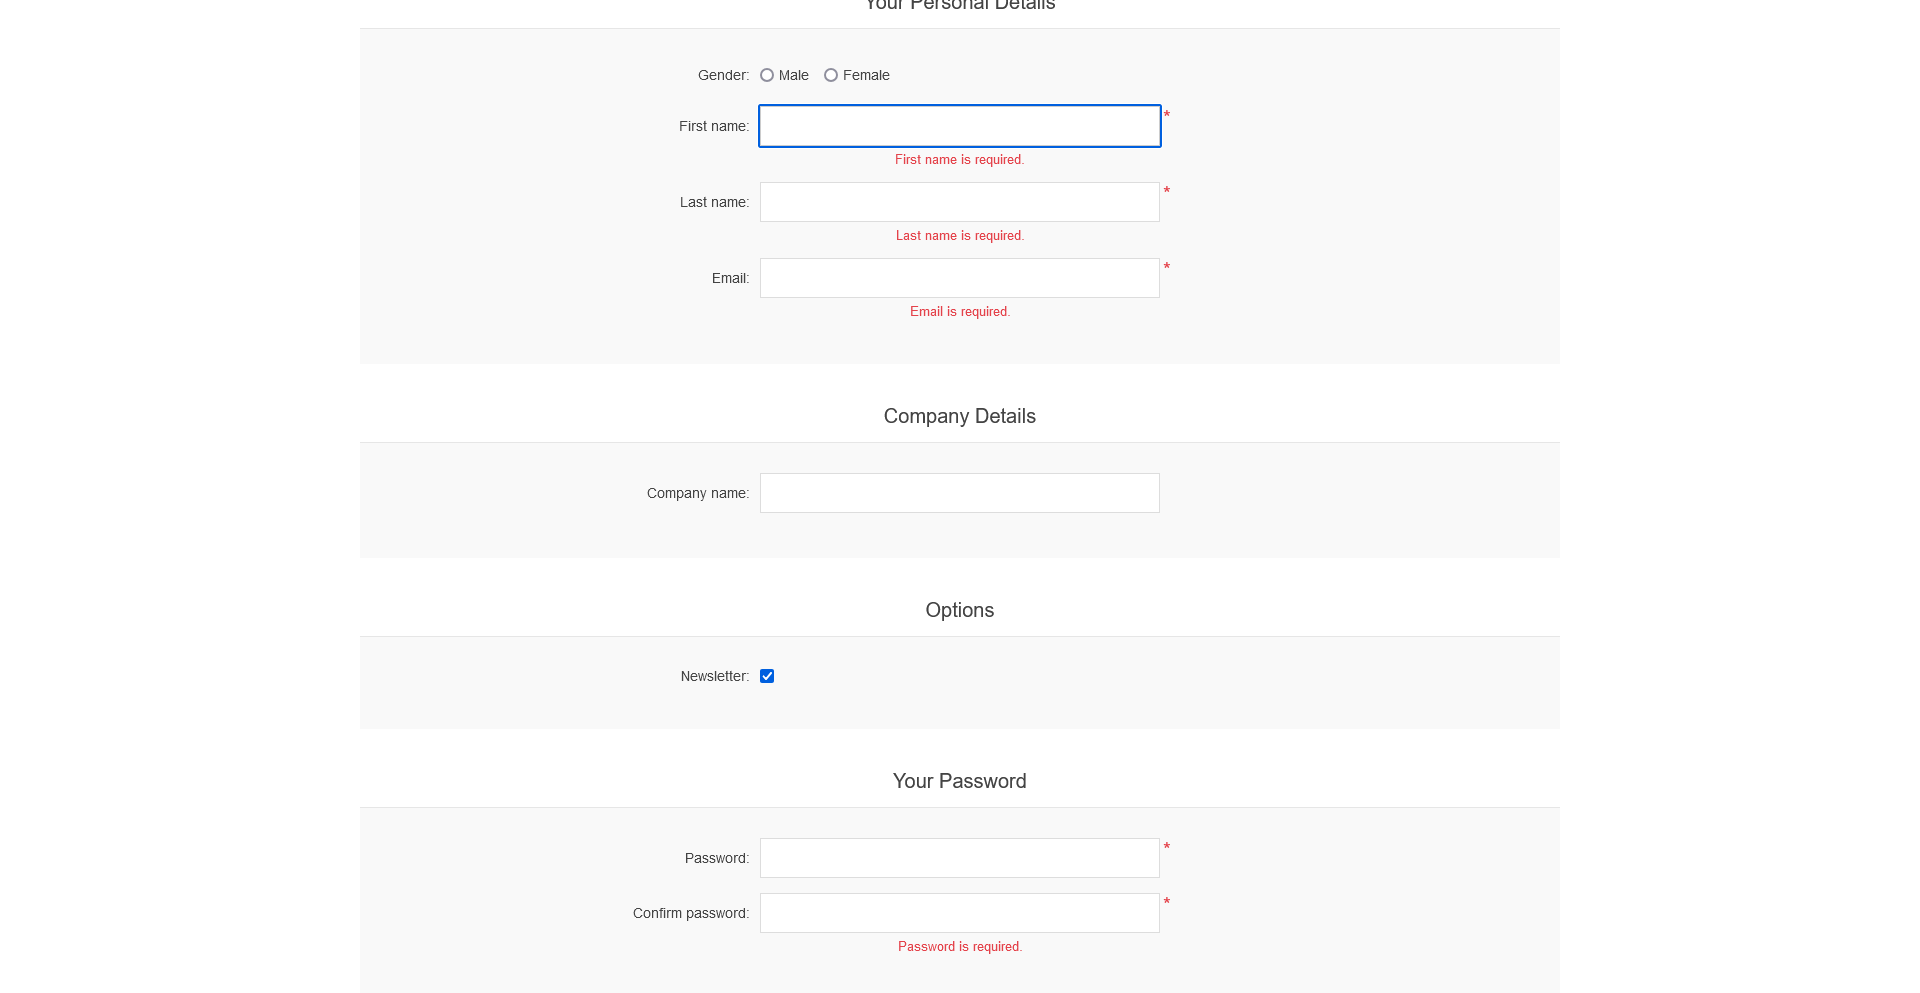 Your Personal Details
Gender: Male Female
First name: *
First name is required.
Last name: *
Last name is required.
Email: *
Email is required.
Company Details
Company name:
Options
Newsletter:
Your Password
Password: *
Confirm password: *
Password is required.